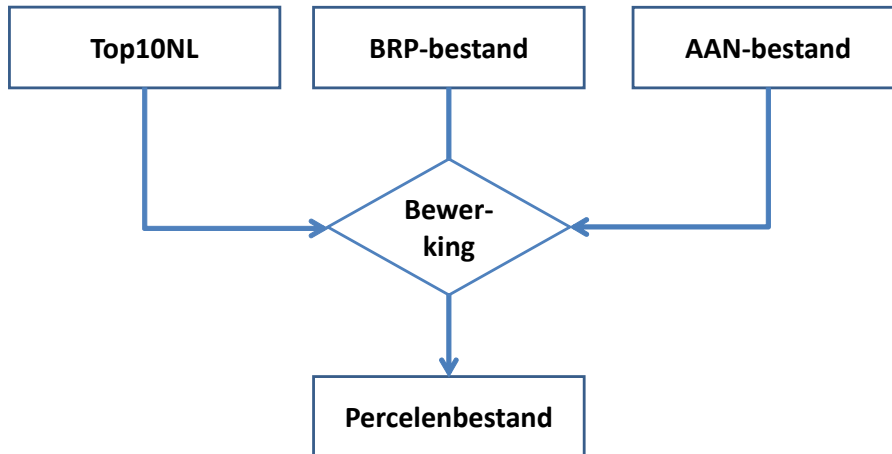 Top10NL
BRP-bestand
AAN-bestand
Bewer-
king
Percelenbestand